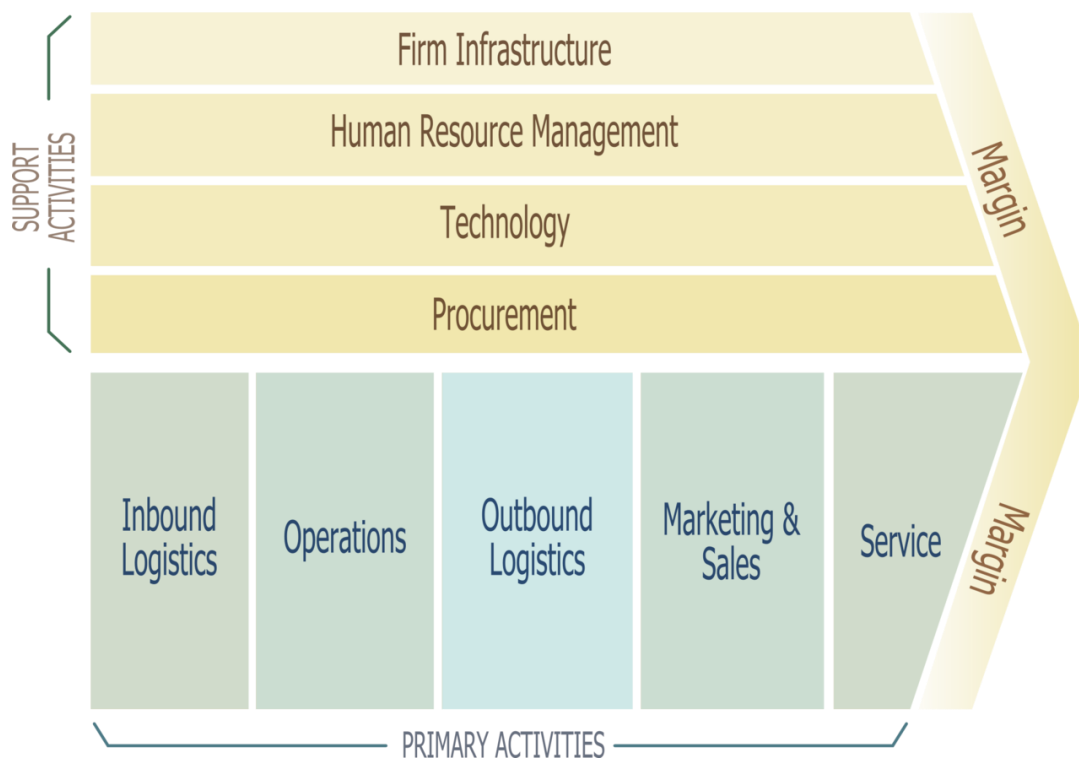 Firm Infrastructure
Human Resource Management
Technology
Procurement
SUPPORT
ACTIVITIES
Margin
Inbound
Logistics
Operations
Outbound
Logistics
Marketing &
Sales
Service
Margin
PRIMARY ACTIVITIES